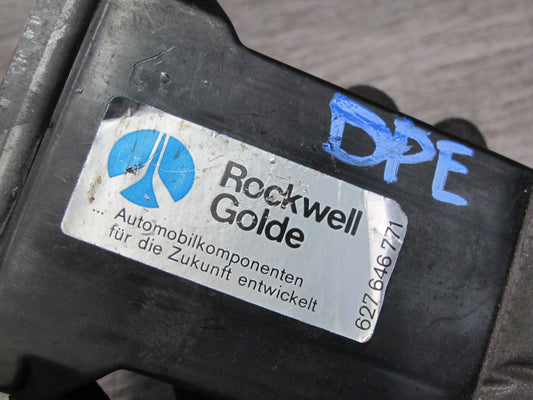 DPE
Rockwell
Golde
... Automobilkomponenten
für die Zukunft entwickelt
627 646 771